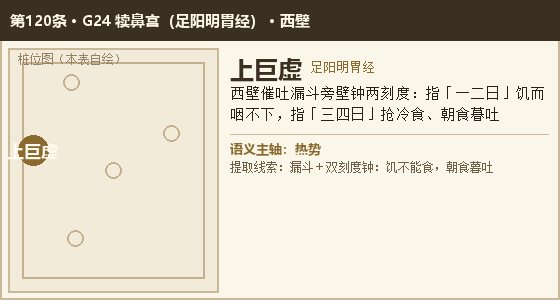 第120条・G24 犊鼻宫（足阳明胃经）・西壁
桩位图（本表自绘）
上巨虚
上巨虚 足阳明胃经
西壁催吐漏斗旁壁钟两刻度：指「一二日」饥而
咽不下，指「三四日」抢冷食、朝食暮吐
语义主轴：热势
提取线索：漏斗＋双刻度钟：饥不能食，朝食暮吐